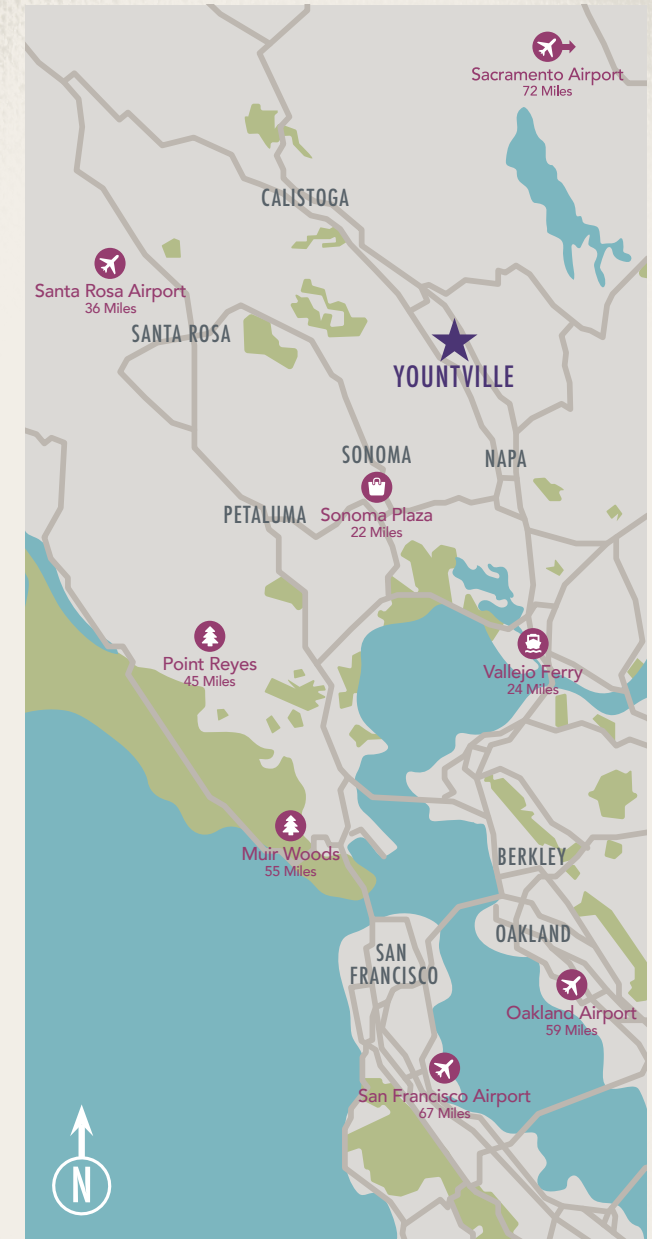 Sacramento Airport
72 Miles
CALISTOGA
Santa Rosa Airport
36 Miles
SANTA ROSA
YOUNTVILLE
SONOMA
NAPA
PETALUMA
Sonoma Plaza
22 Miles
Point Reyes
45 Miles
Vallejo Ferry
24 Miles
Muir Woods
55 Miles
BERKLEY
OAKLAND
SAN
FRANCISCO
Oakland Airport
59 Miles
San Francisco Airport
67 Miles
N